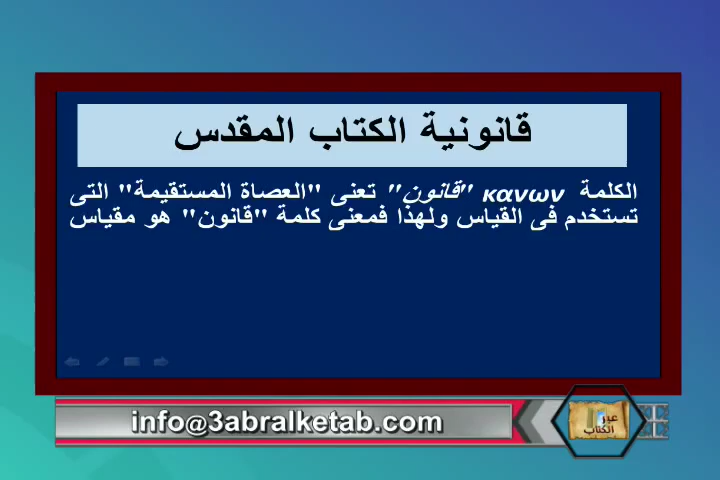 قانونية الكتاب المقدس
الكلمة κανων "قانون" تعنى "العصاة المستقيمة" التى
تستخدم فى القياس ولهذا فمعنى كلمة "قانون" هو مقياس
info@3abralketab.com
عبر
الكتاب